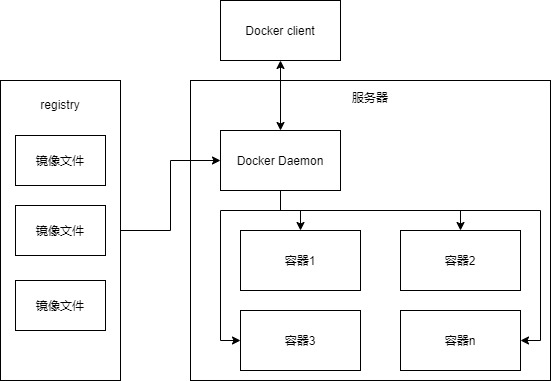 Docker client
服务器
registry
镜像文件
Docker Daemon
镜像文件
容器1
容器2
镜像文件
容器3
容器n